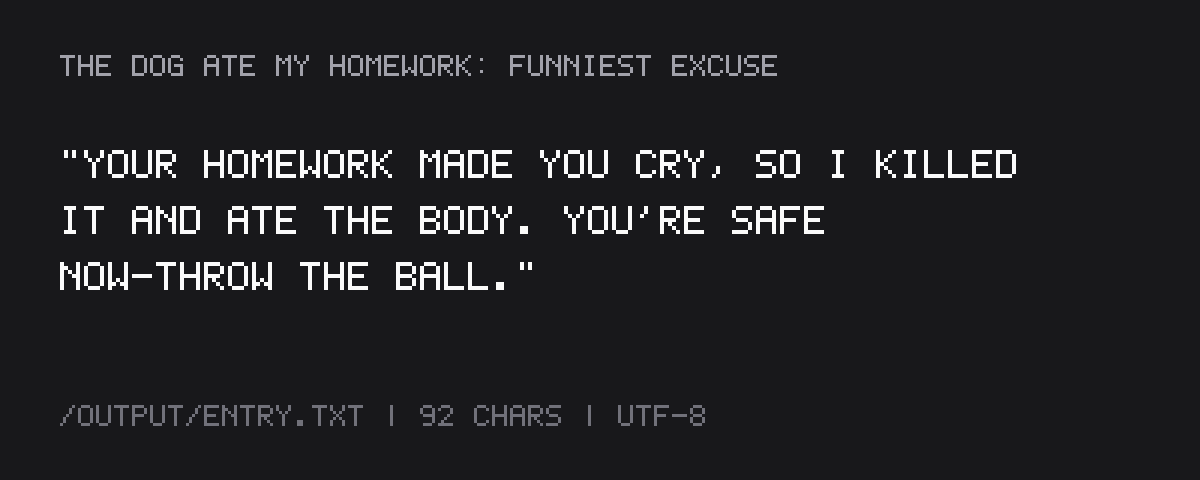 THE DOG ATE MY HOMEWORK: FUNNIEST EXCUSE
"YOUR HOMEWORK MADE YOU CRY, SO I KILLED
IT AND ATE THE BODY. YOU'RE SAFE
NOW—THROW THE BALL."
/OUTPUT/ENTRY.TXT | 92 CHARS | UTF-8